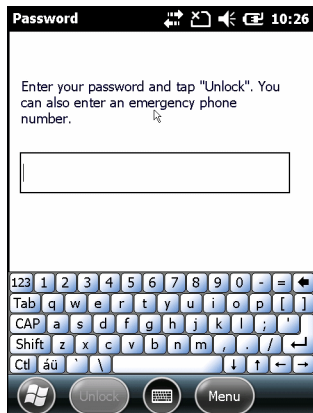 Password 10:26
Enter your password and tap "Unlock". You
can also enter an emergency phone
number.
123 1 2 3 4 5 6 7 8 9 0 - =
Tab q w e r t y u i o p [ ]
CAP a s d f g h j k l ; '
Shift z x c v b n m , . /
Ctl áü ` \
Unlock Menu